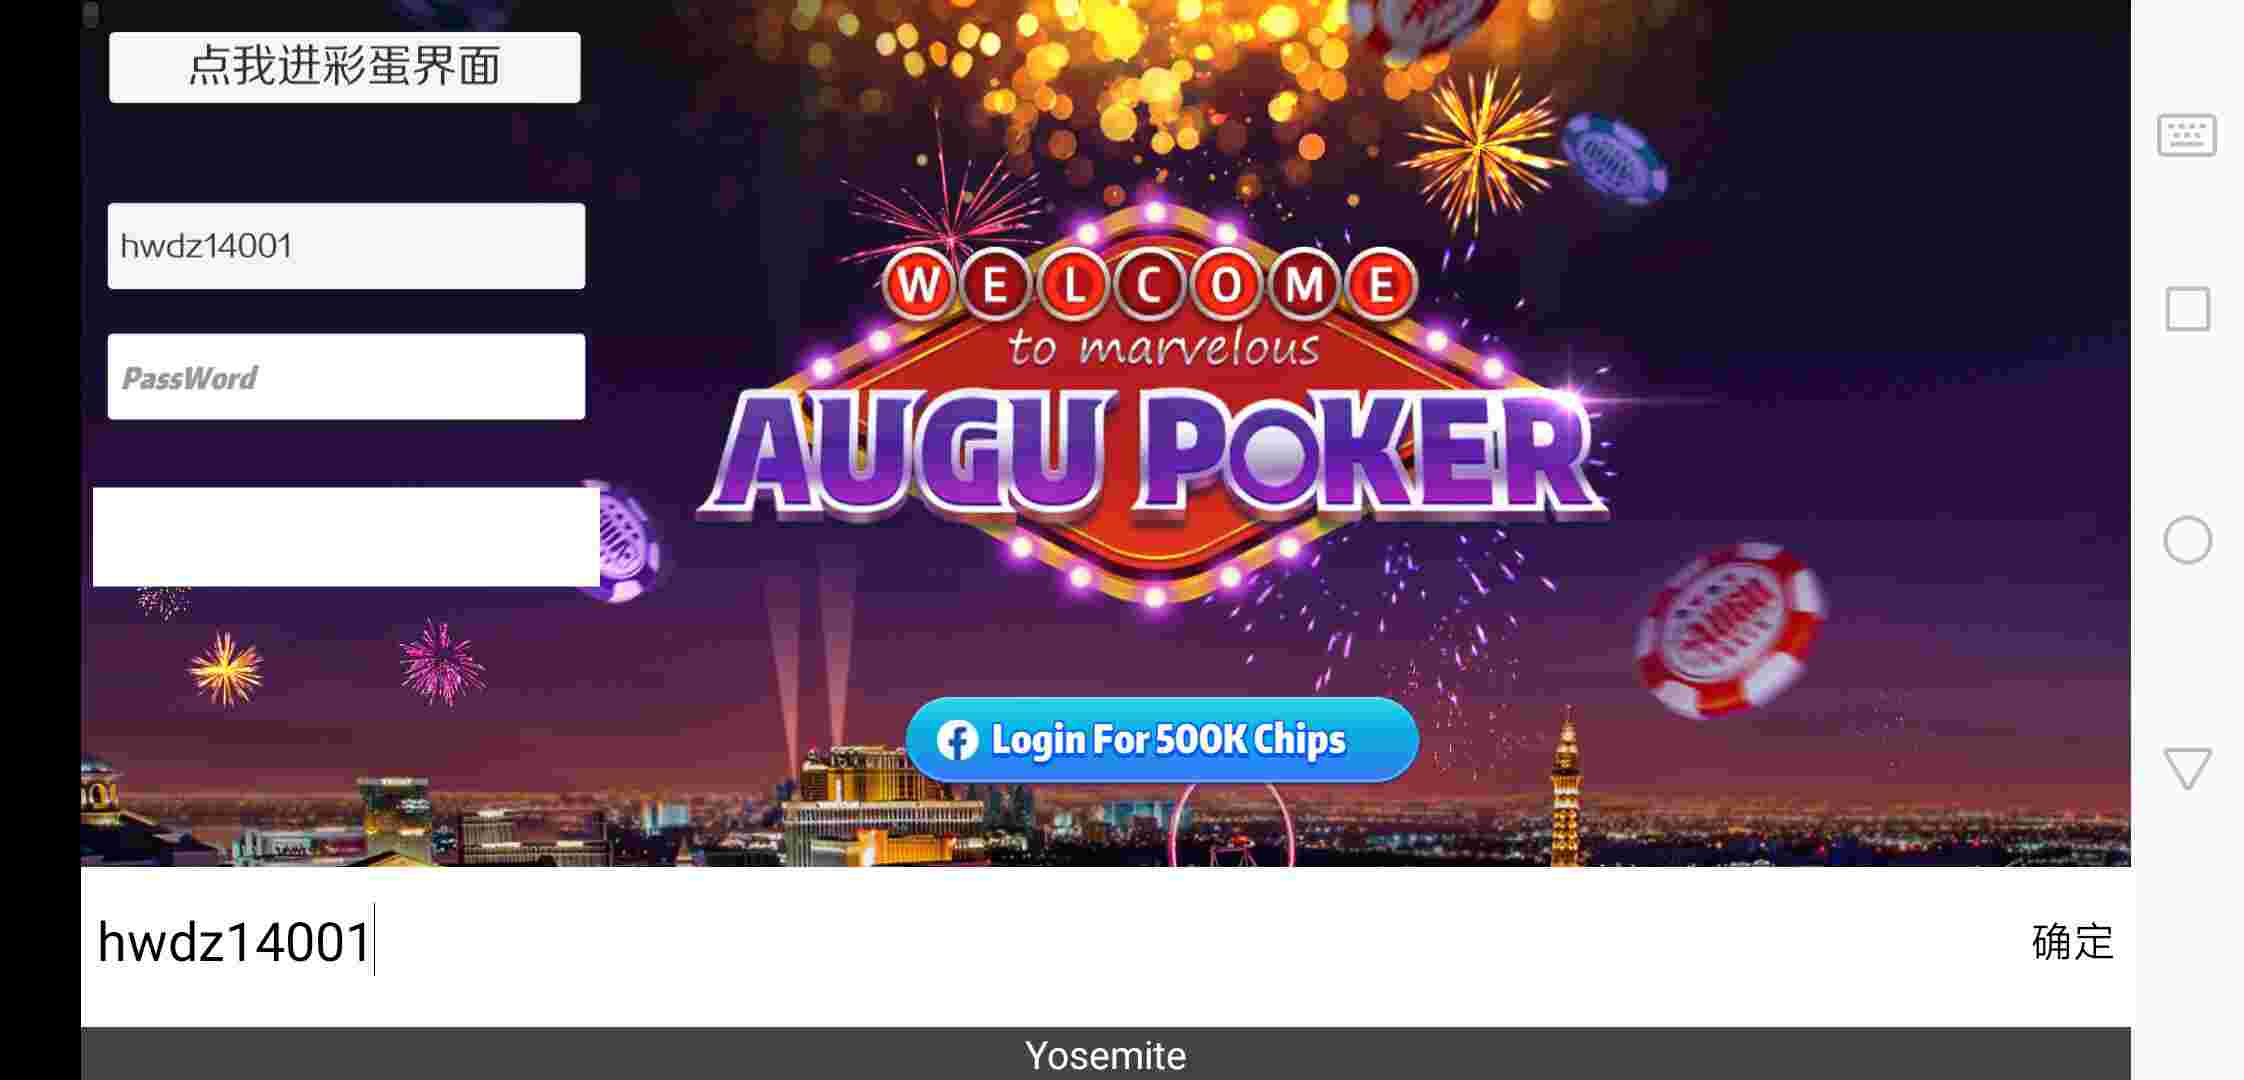 点我进彩蛋界面
hwdz14001
PassWord
WELCOME
to marvelous
AUGU POKER
Login For 500K Chips
hwdz14001
确定
Yosemite